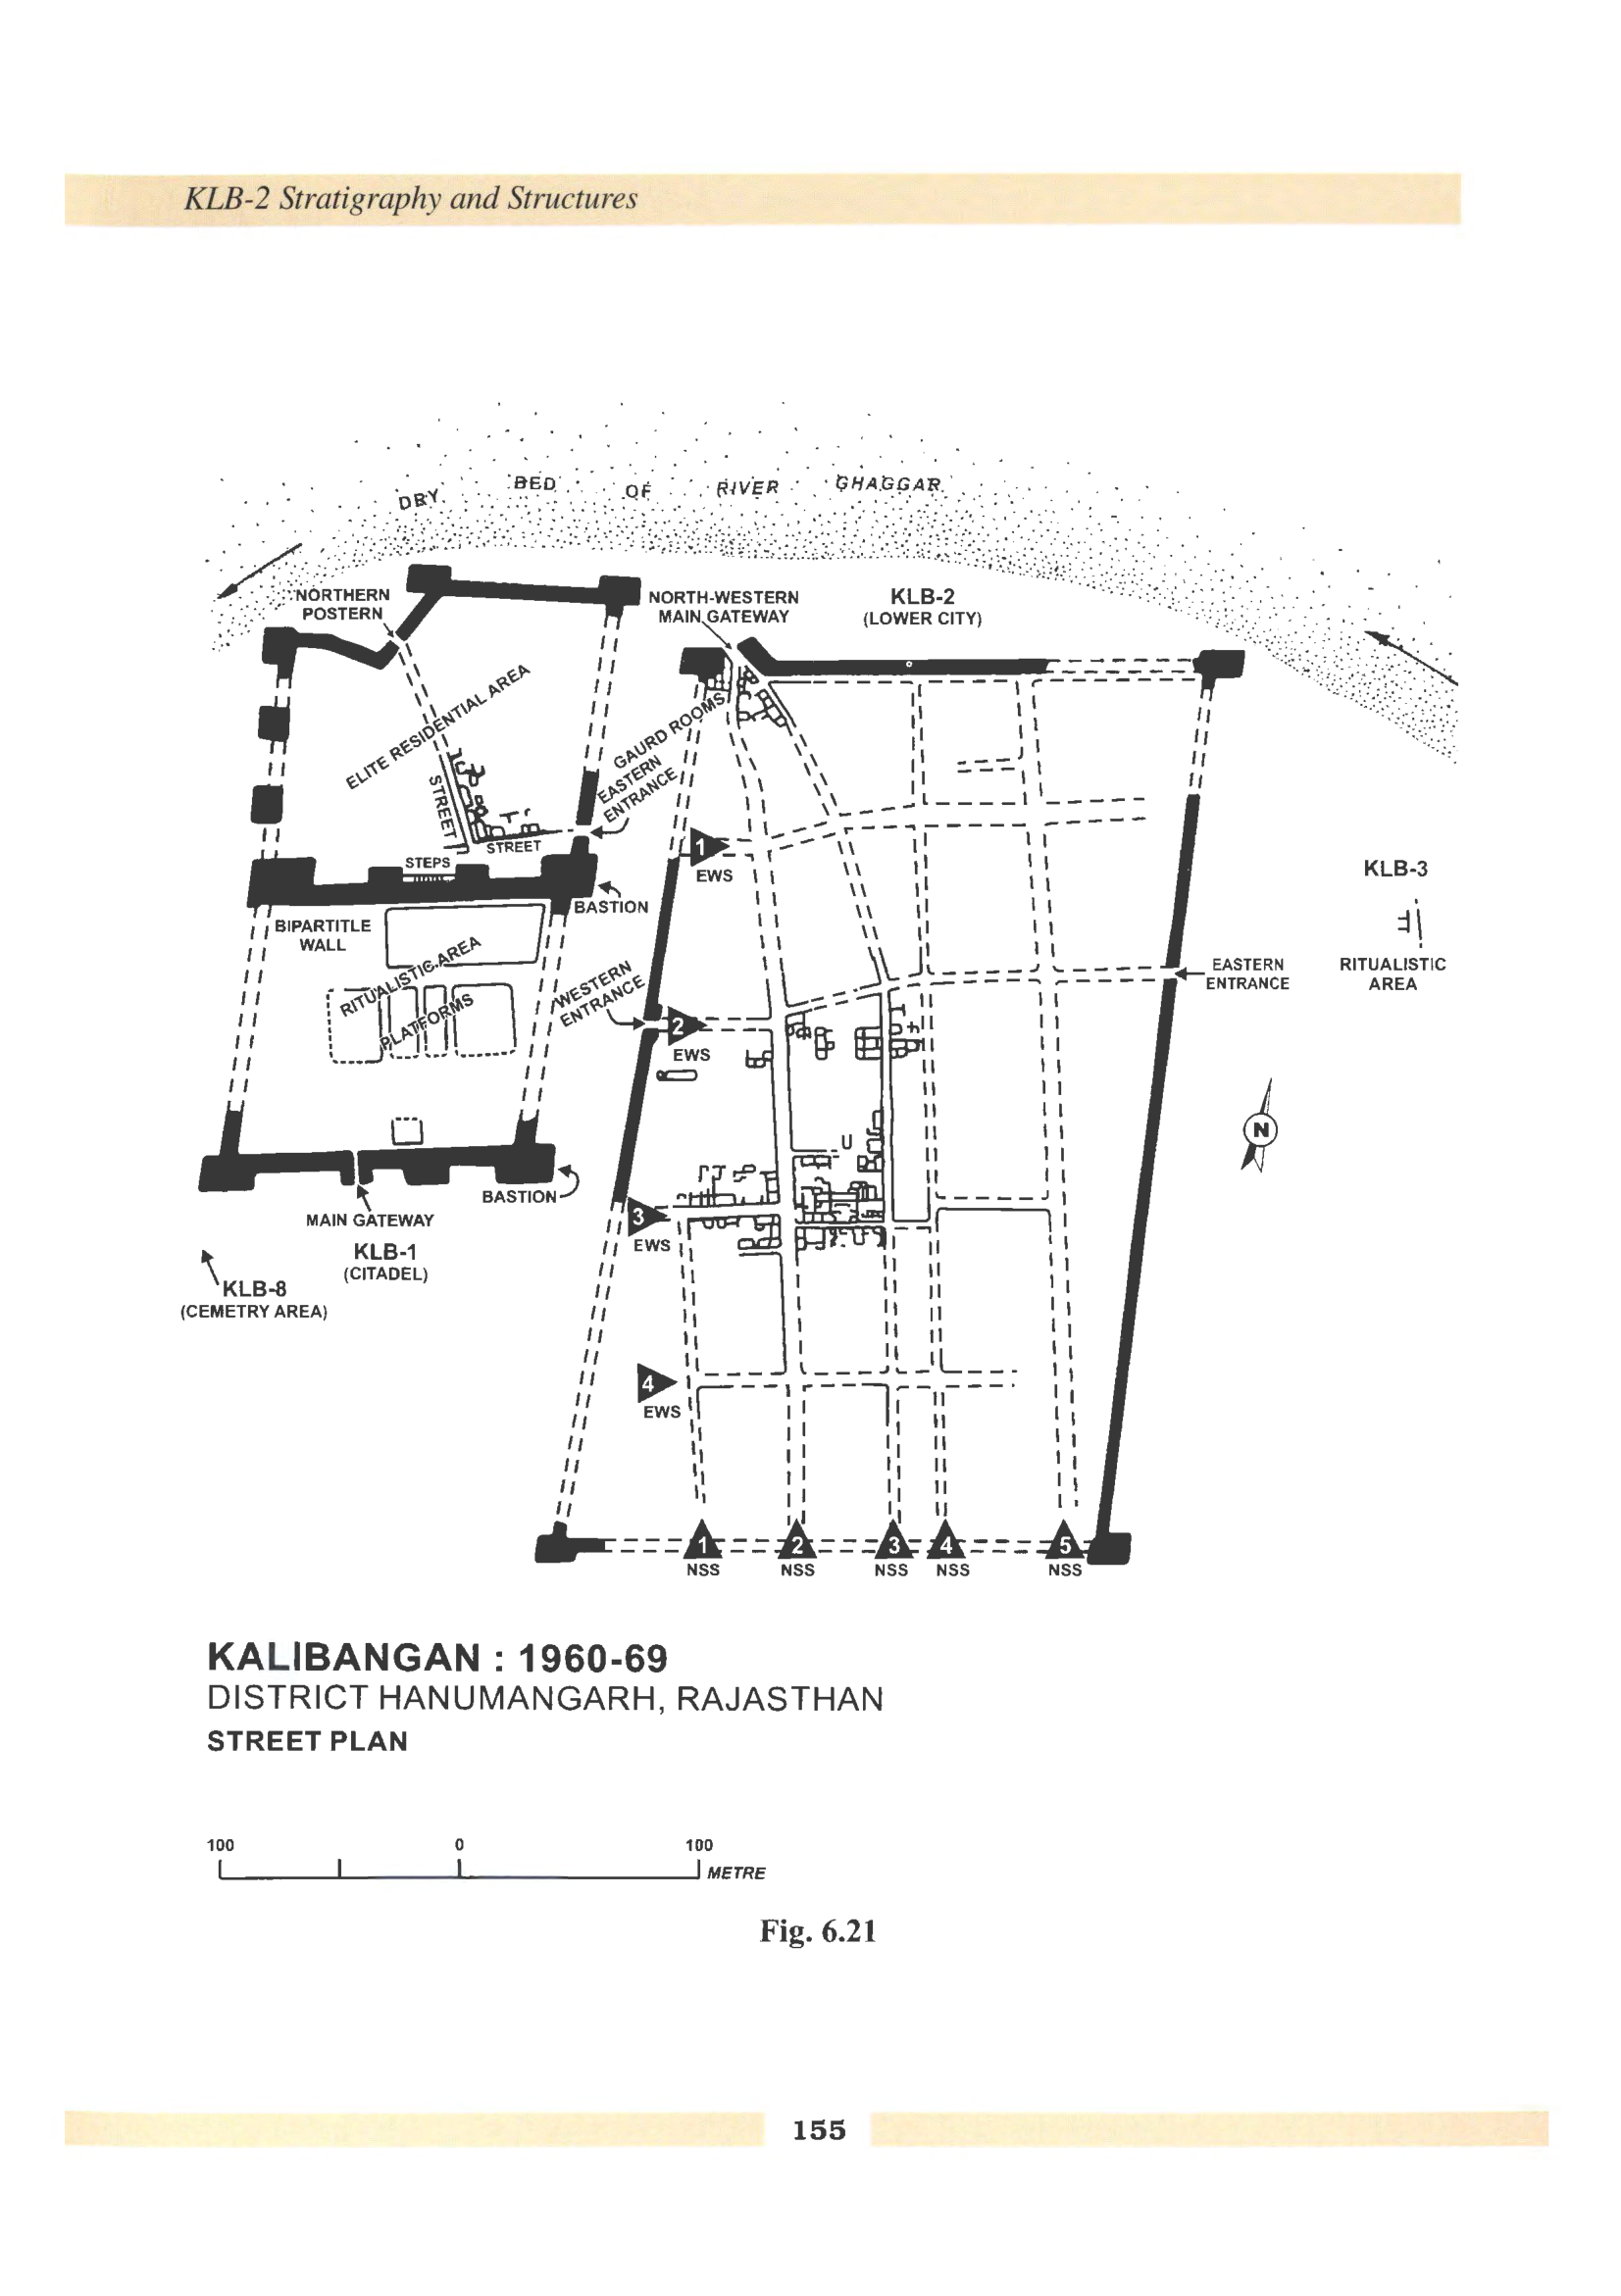 KLB-2 Stratigraphy and Structures
DRY BED OF RIVER GHAGGAR
NORTHERN
POSTERN
NORTH-WESTERN
MAIN GATEWAY
KLB-2
(LOWER CITY)
ELITE RESIDENTIAL AREA
GAURD ROOMS
EASTERN
ENTRANCE
STREET
STREET
STEPS
1
EWS
BASTION
BIPARTITLE
WALL
RITUALISTIC AREA
PLATFORMS
WESTERN
ENTRANCE
2
EWS
KLB-3
RITUALISTIC
AREA
EASTERN
ENTRANCE
N
BASTION
MAIN GATEWAY
KLB-1
(CITADEL)
KLB-8
(CEMETRY AREA)
3
EWS
4
EWS
1 2 3 4 5
NSS NSS NSS NSS NSS
KALIBANGAN : 1960-69
DISTRICT HANUMANGARH, RAJASTHAN
STREET PLAN
100 0 100
METRE
Fig. 6.21
155